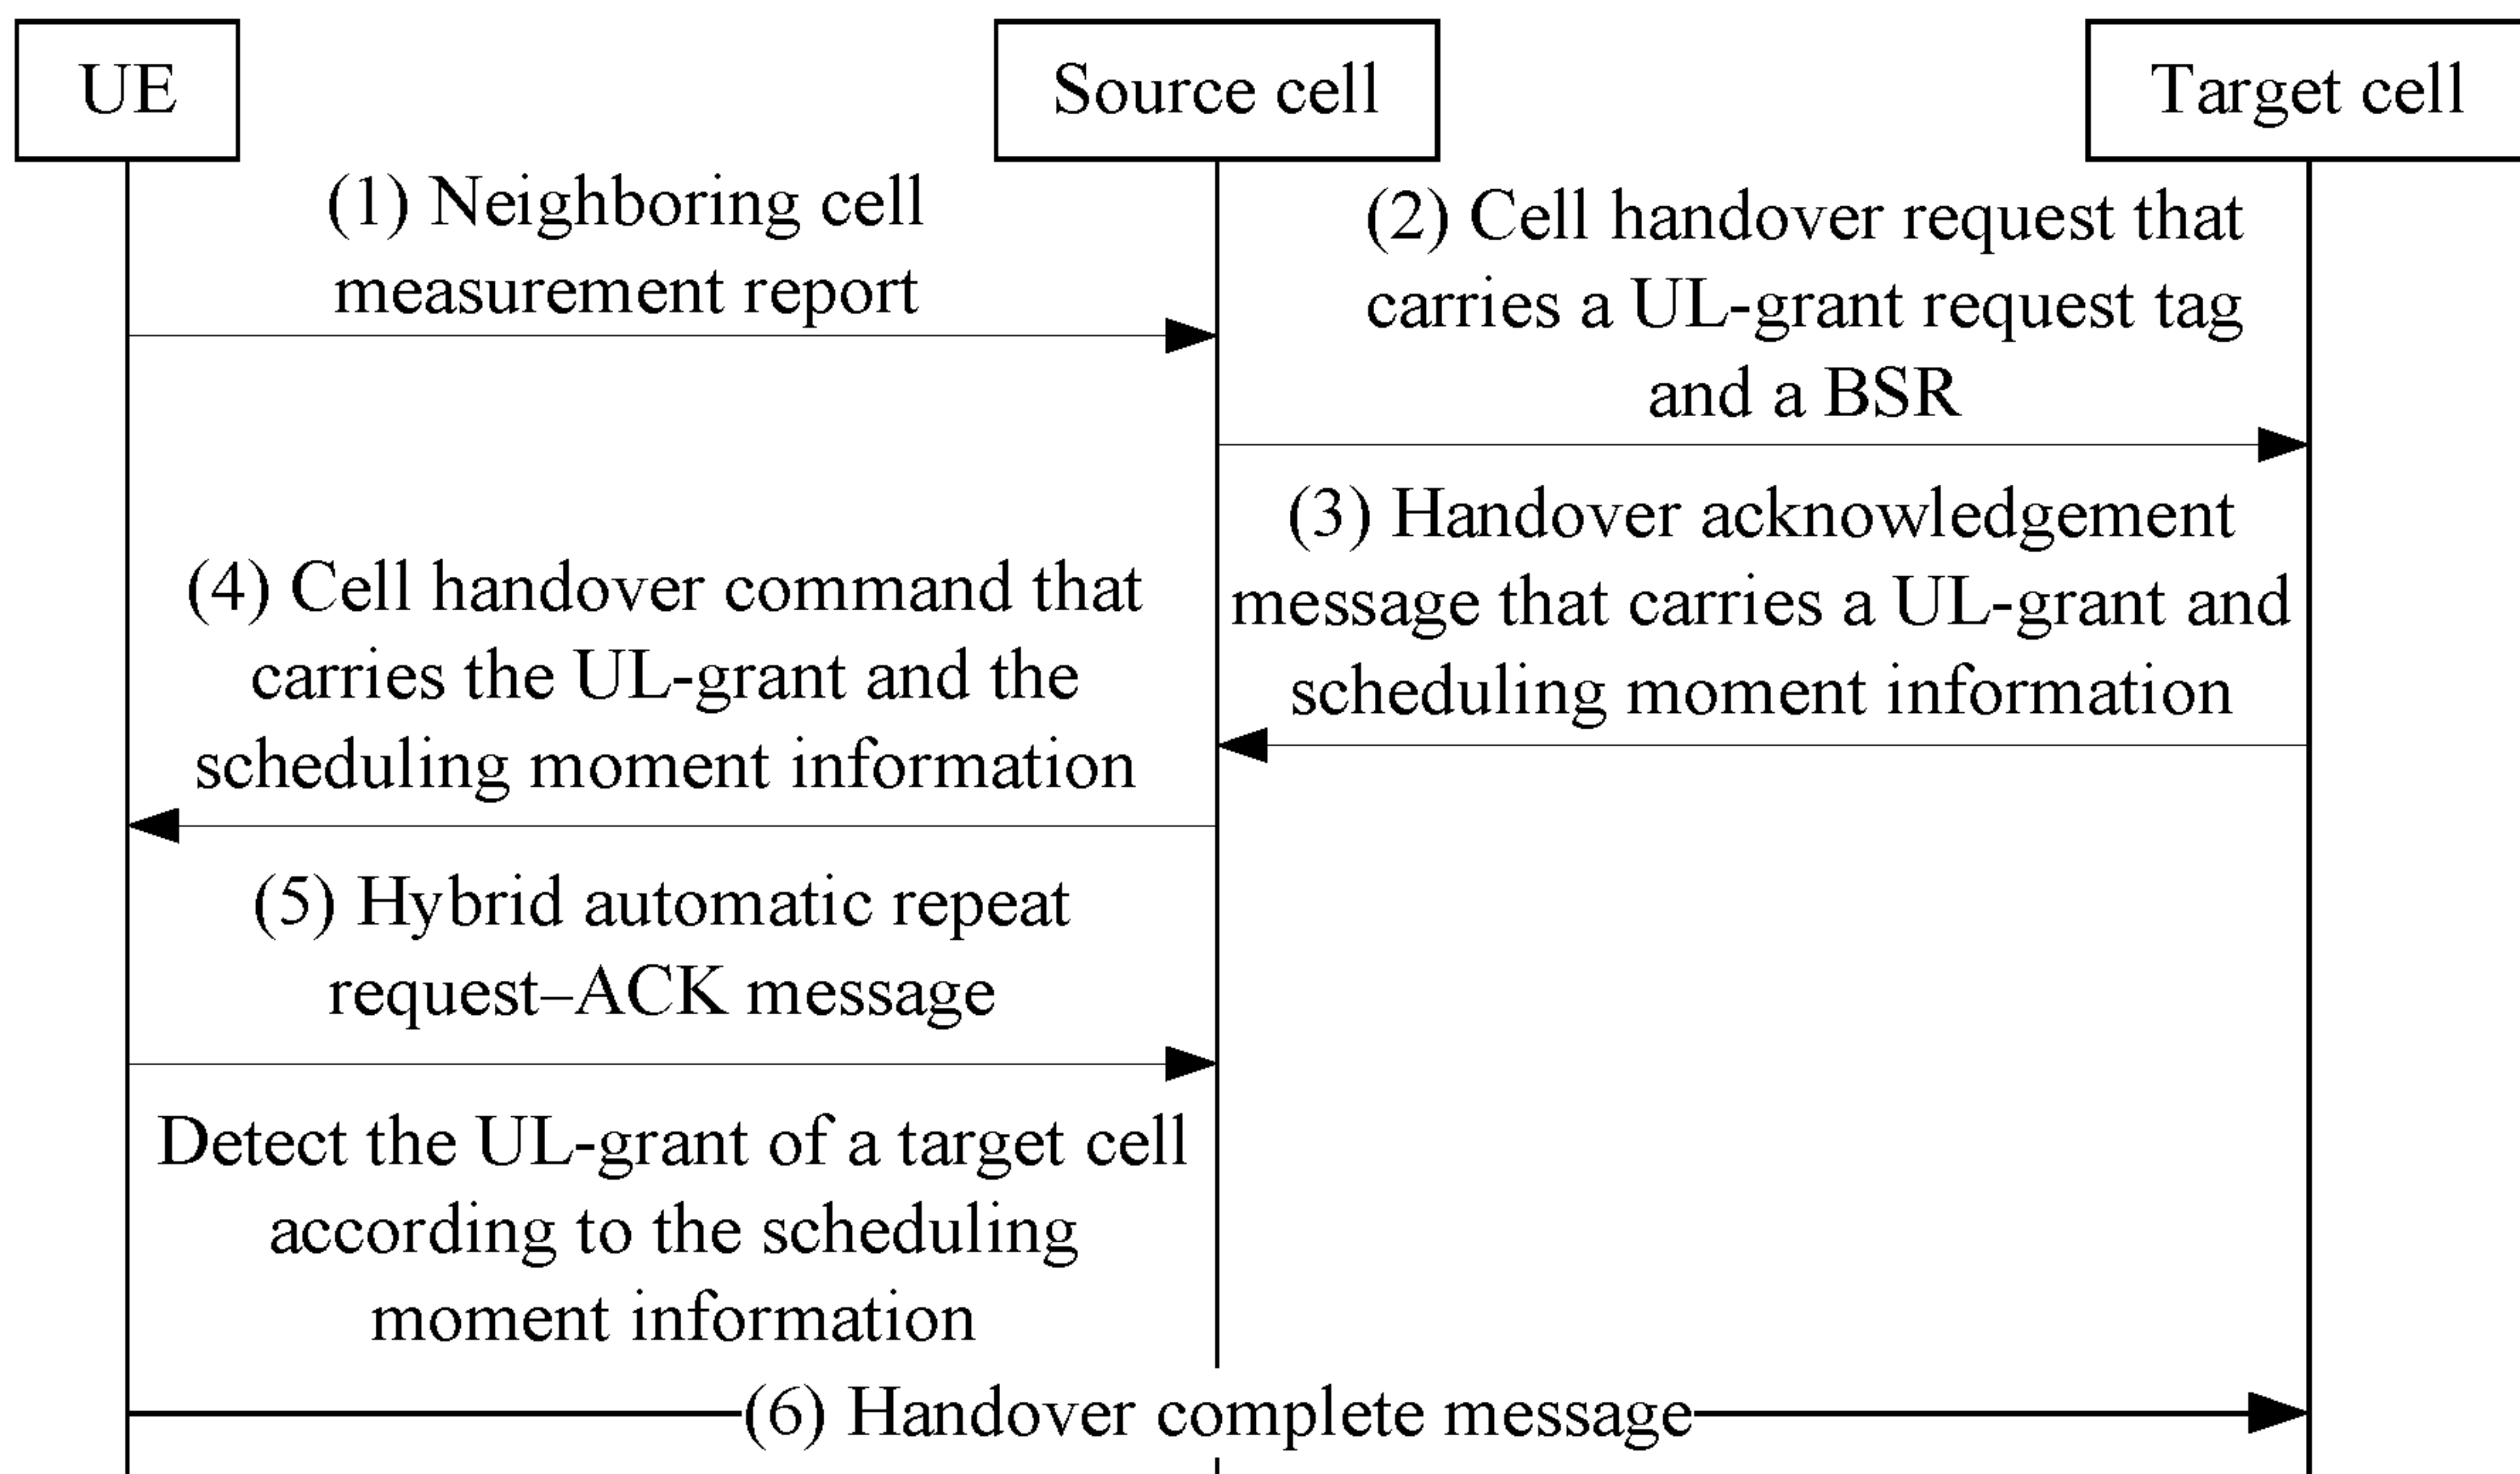 UE
Source cell
Target cell
(1) Neighboring cell
measurement report
(2) Cell handover request that
carries a UL-grant request tag
and a BSR
(3) Handover acknowledgement
message that carries a UL-grant and
scheduling moment information
(4) Cell handover command that
carries the UL-grant and the
scheduling moment information
(5) Hybrid automatic repeat
request–ACK message
Detect the UL-grant of a target cell
according to the scheduling
moment information
(6) Handover complete message